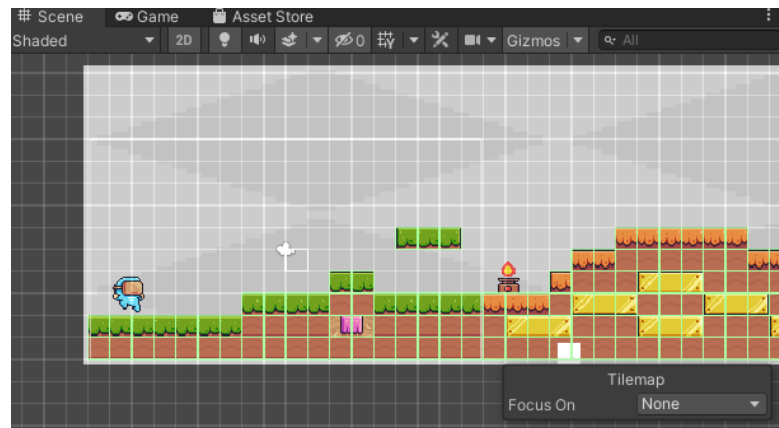 Scene Game Asset Store
Shaded 2D 0 Gizmos All
Tilemap
Focus On None